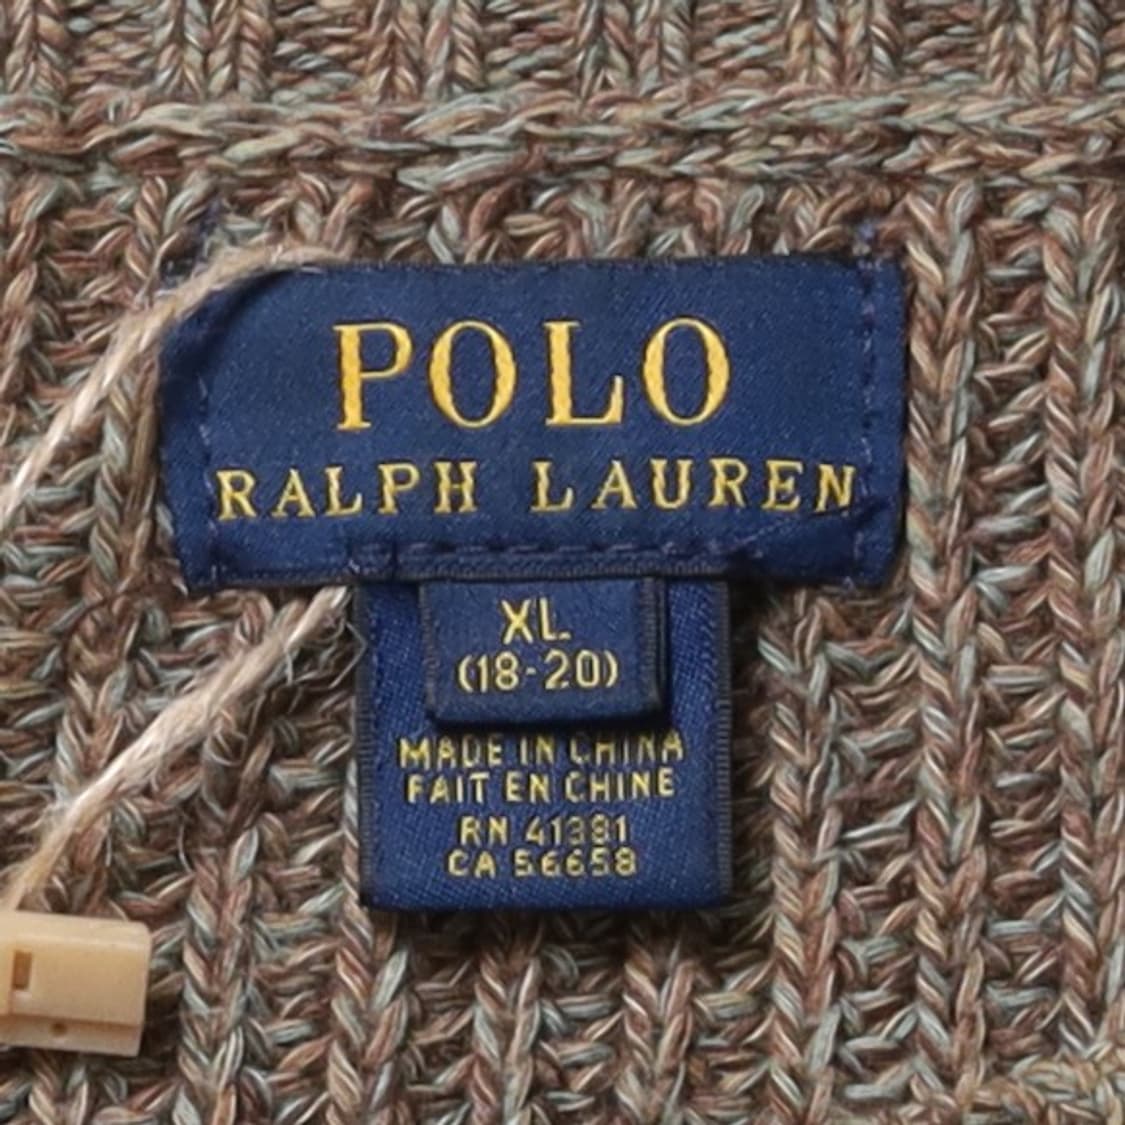 POLO
RALPH LAUREN
XL
(18-20)
MADE IN CHINA
FAIT EN CHINE
RN 41381
CA 56658